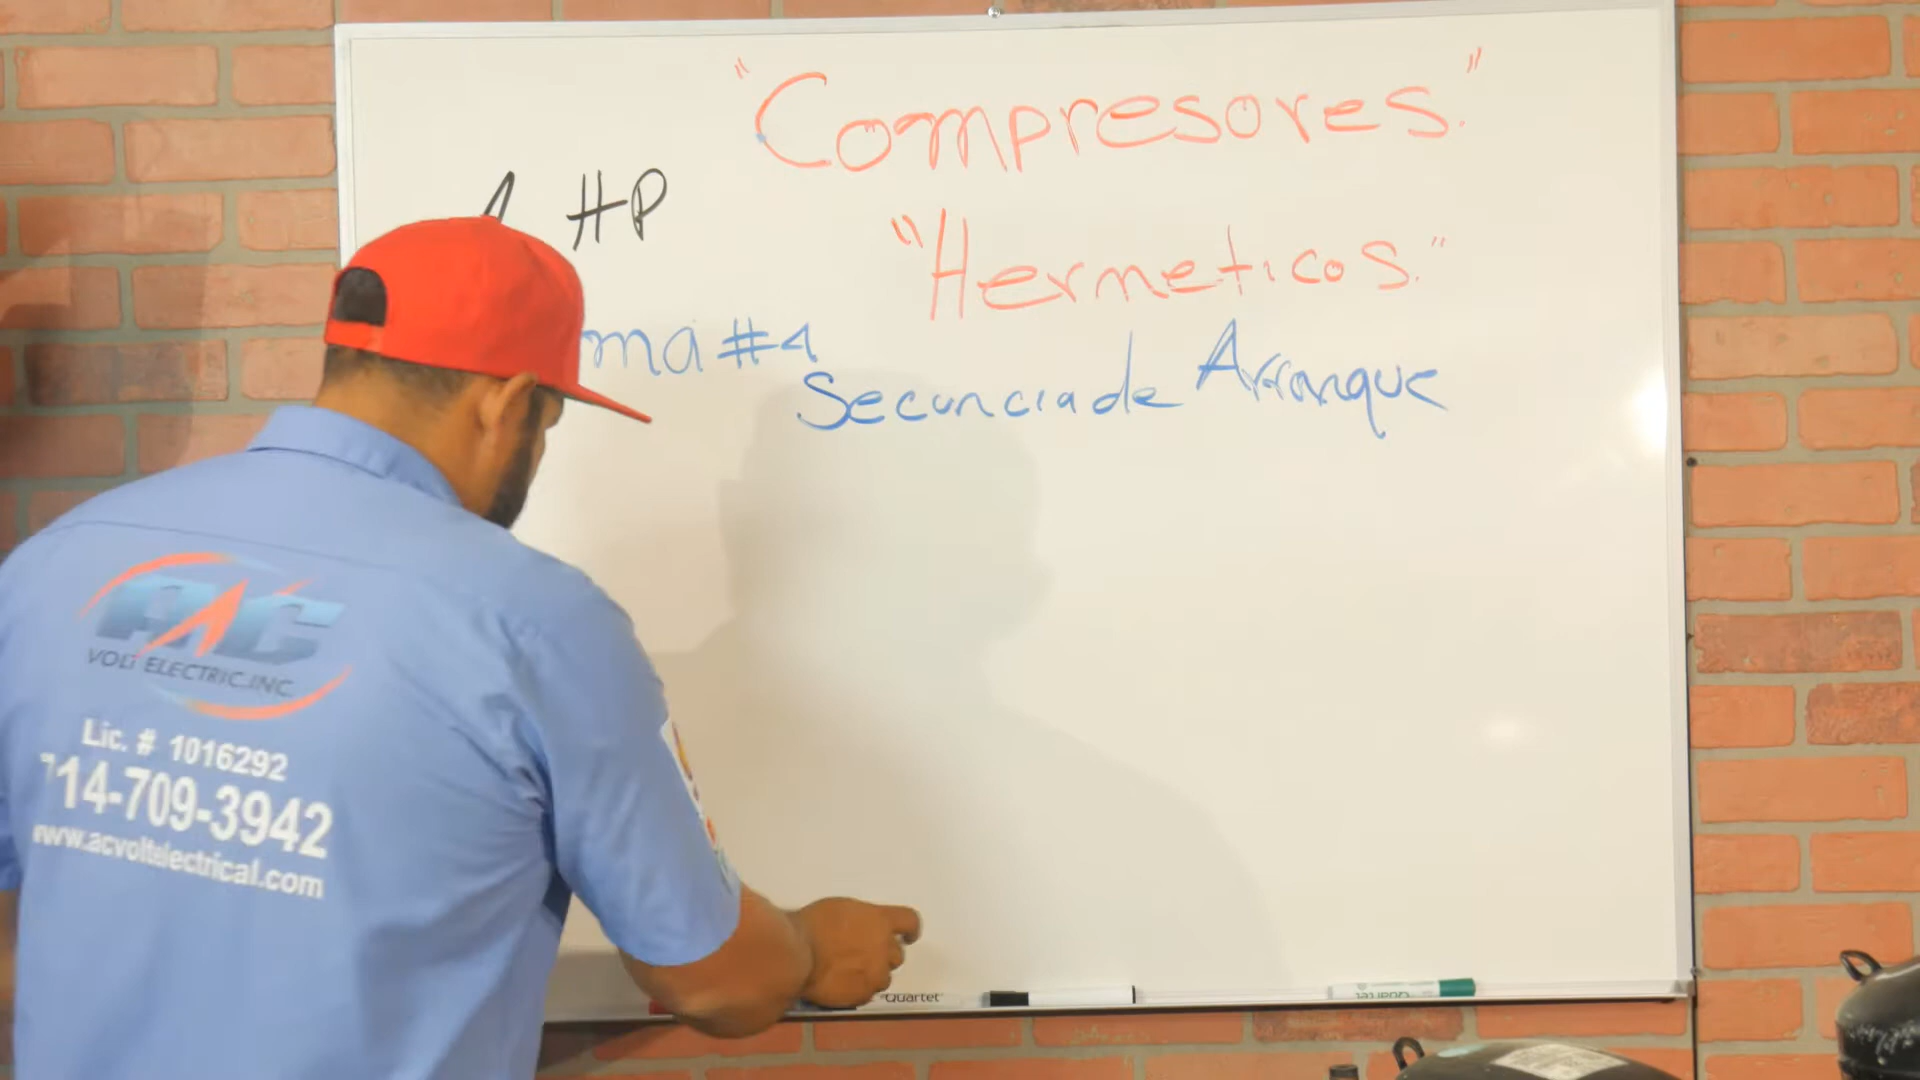 "Compresores."
HP
"Hermeticos."
ma #4
Secuncia de Arranque
AC
VOLT ELECTRIC.INC.
Lic. # 1016292
714-709-3942
www.acvoltelectrical.com
Quartet
Quartet